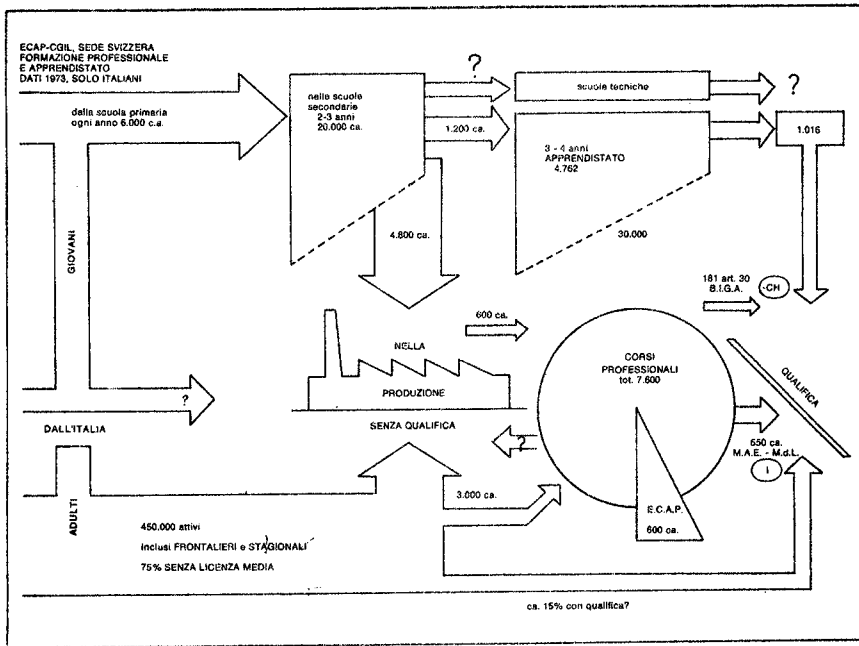 ECAP-CGIL, SEDE SVIZZERA
FORMAZIONE PROFESSIONALE
E APPRENDISTATO
DATI 1973, SOLO ITALIANI
dalla scuola primaria
ogni anno 6.000 c.a.
nelle scuole
secondarie
2-3 anni
20.000 ca.
?
scuole tecniche
?
1.200 ca.
3 - 4 anni
APPRENDISTATO
4.762
1.016
30.000
4.800 ca.
GIOVANI
181 art. 30
B.I.G.A.
CH
600 ca.
NELLA
PRODUZIONE
SENZA QUALIFICA
CORSI
PROFESSIONALI
tot. 7.600
QUALIFICA
?
DALL'ITALIA
?
550 ca.
M.A.E. - M.d.L.
I
ADULTI
3.000 ca.
E.C.A.P.
600 ca.
450.000 attivi
inclusi FRONTALIERI e STAGIONALI
75% SENZA LICENZA MEDIA
ca. 15% con qualifica?